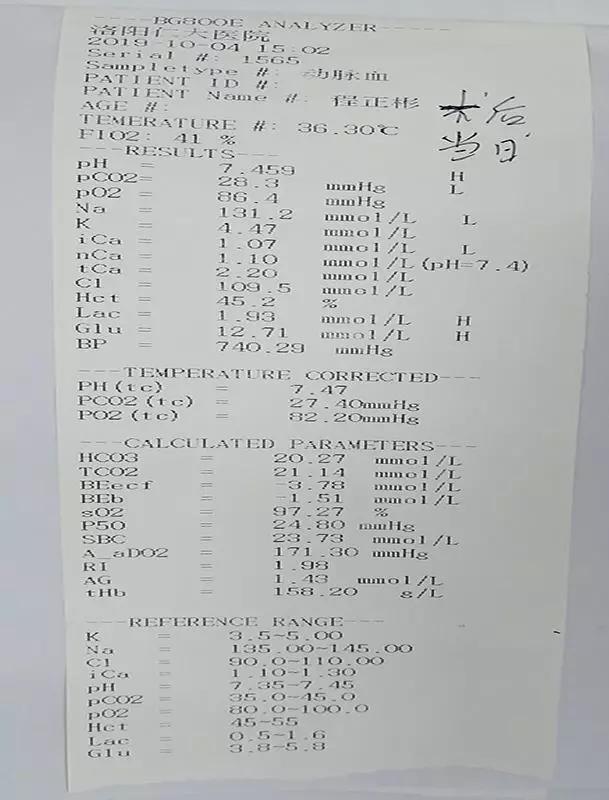 ----BG800E ANALYZER-----
洛阳仁大医院
2019-10-04 15:02
Serial #: 1565
Sampletype #: 动脉血
PATIENT ID #:
PATIENT Name #: 程正彬
AGE #:
术后
当日
TEMERATURE #: 36.30℃
FIO2: 41 %
---RESULTS---
pH = 7.459 H
pCO2= 28.3 mmHg L
pO2 = 86.4 mmHg
Na = 131.2 mmol/L L
K = 4.47 mmol/L
iCa = 1.07 mmol/L L
nCa = 1.10 mmol/L(pH=7.4)
tCa = 2.20 mmol/L
Cl = 109.5 mmol/L
Hct = 45.2 %
Lac = 1.93 mmol/L H
Glu = 12.71 mmol/L H
BP = 740.29 mmHg
---TEMPERATURE CORRECTED---
PH(tc) = 7.47
PCO2(tc) = 27.40mmHg
PO2(tc) = 82.20mmHg
---CALCULATED PARAMETERS---
HCO3 = 20.27 mmol/L
TCO2 = 21.14 mmol/L
BEecf = -3.78 mmol/L
BEb = -1.51 mmol/L
sO2 = 97.27 %
P50 = 24.80 mmHg
SBC = 23.73 mmol/L
A_aDO2 = 171.30 mmHg
RI = 1.98
AG = 1.43 mmol/L
tHb = 158.20 g/L
---REFERENCE RANGE---
K = 3.5~5.00
Na = 135.00~145.00
Cl = 90.0~110.00
iCa = 1.10~1.30
pH = 7.35~7.45
pCO2 = 35.0~45.0
pO2 = 80.0~100.0
Hct = 45~55
Lac = 0.5~1.6
Glu = 3.8~5.8